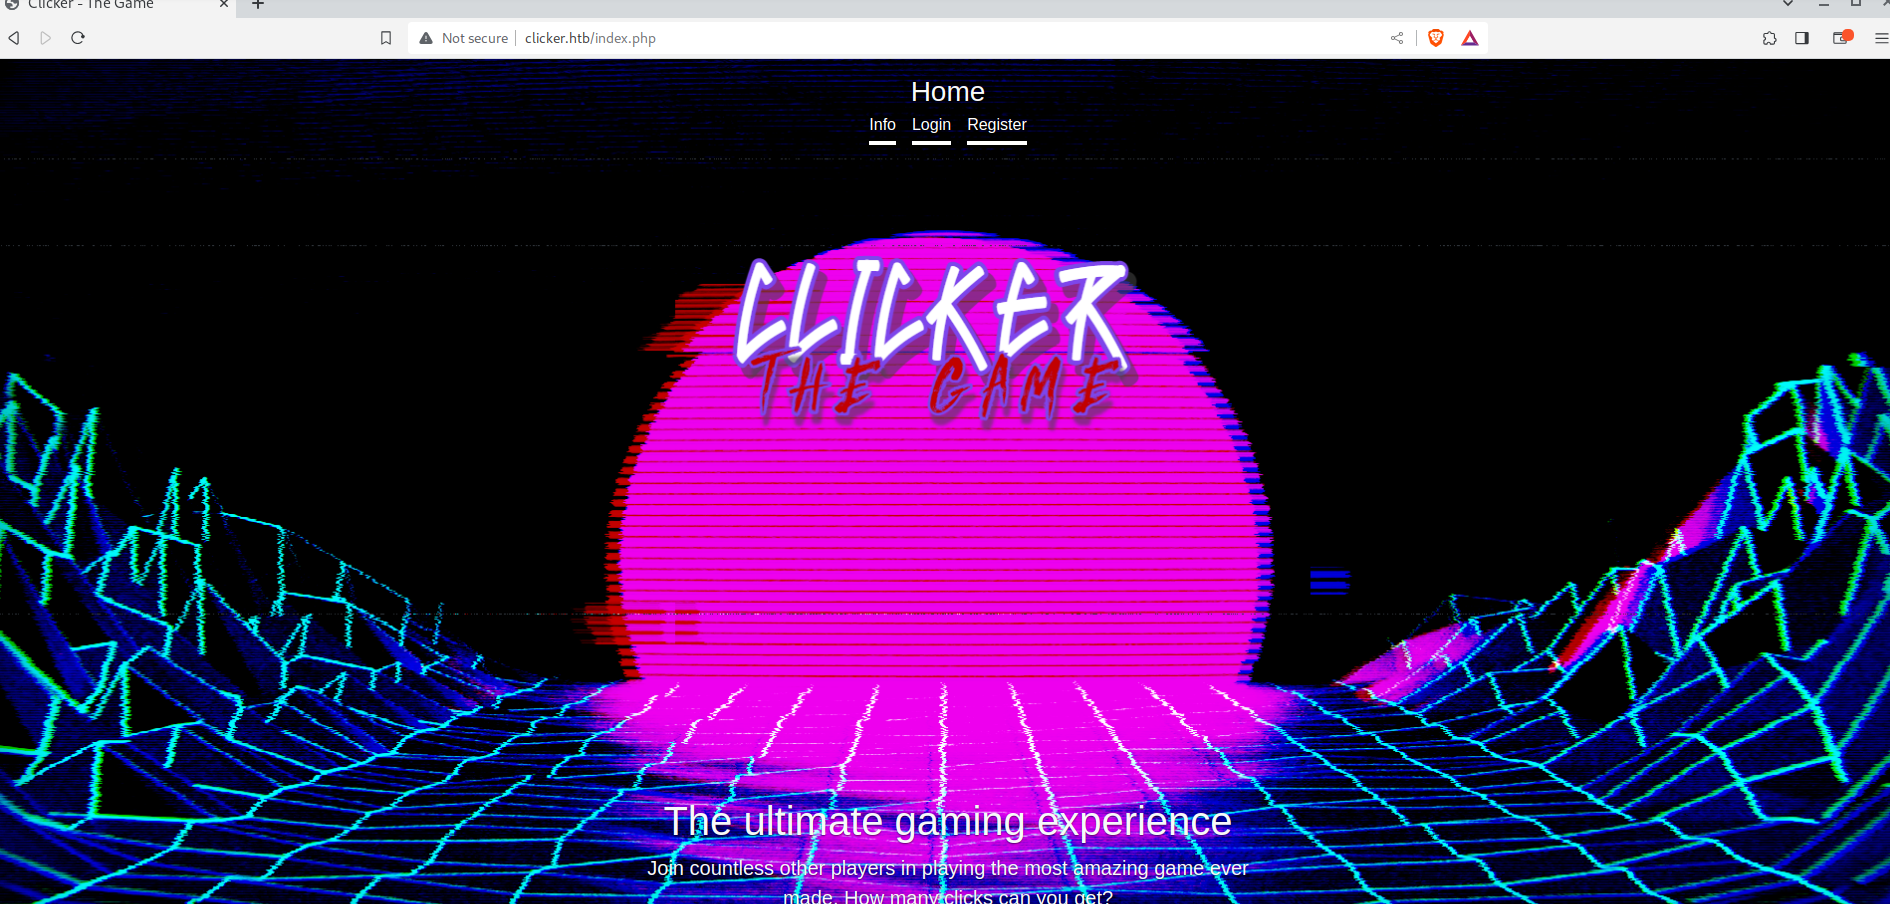 Clicker - The Game
Not secure clicker.htb/index.php
Home
Info Login Register
CLICKER
THE GAME
The ultimate gaming experience
Join countless other players in playing the most amazing game ever
made. How many clicks can you get?